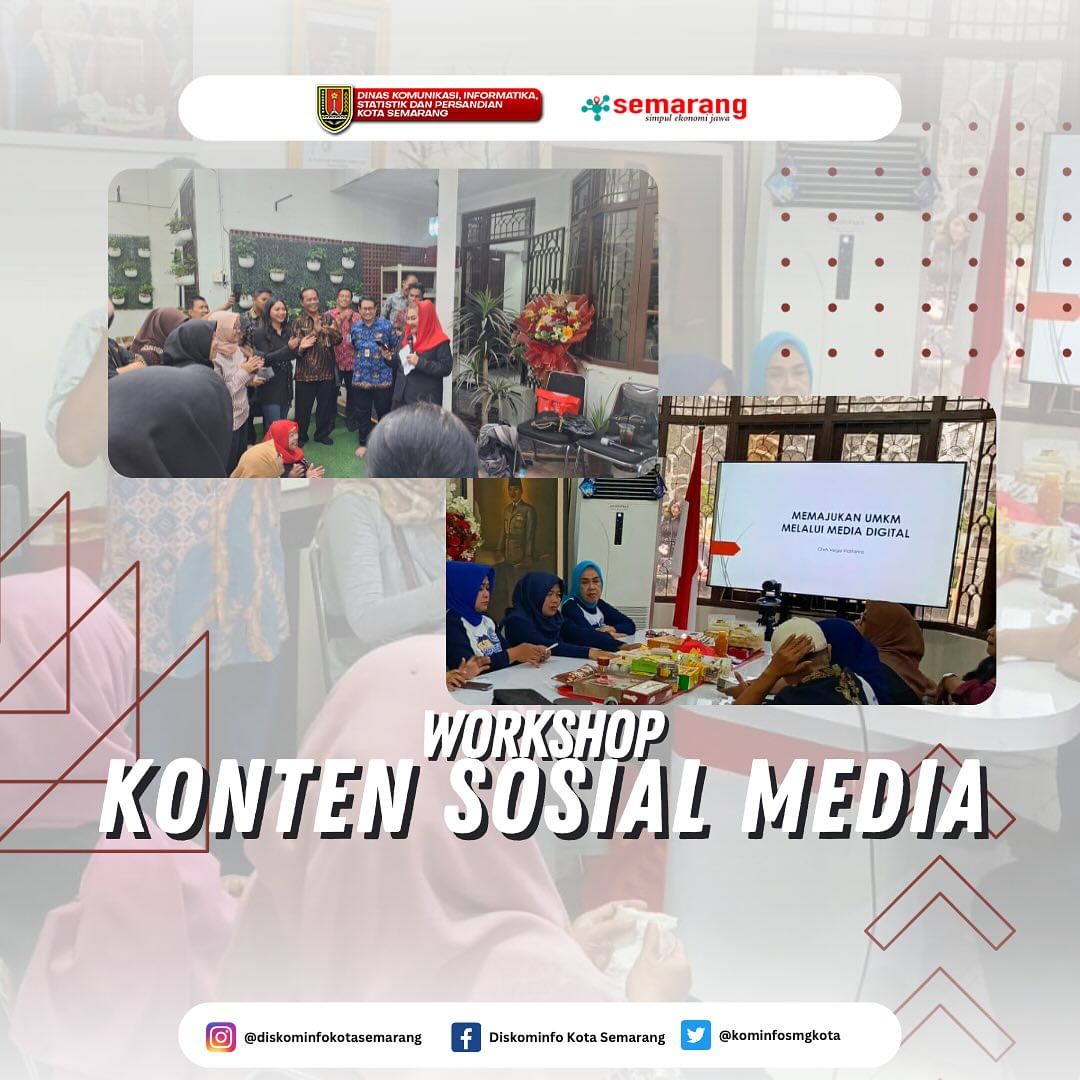 DINAS KOMUNIKASI, INFORMATIKA,
STATISTIK DAN PERSANDIAN
KOTA SEMARANG
semarang
simpul ekonomi jawa
MEMAJUKAN UMKM
MELALUI MEDIA DIGITAL
Oleh
WORKSHOP
KONTEN SOSIAL MEDIA
@diskominfokotasemarang
Diskominfo Kota Semarang
@kominfosmgkota